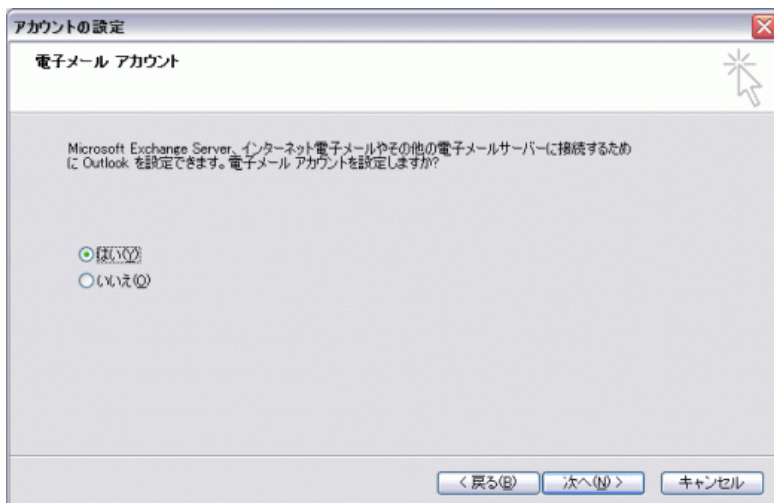 アカウントの設定
電子メール アカウント
Microsoft Exchange Server、インターネット電子メールやその他の電子メールサーバーに接続するため
に Outlook を設定できます。電子メール アカウントを設定しますか?
はい(Y)
いいえ(O)
< 戻る(B) 次へ(N) > キャンセル